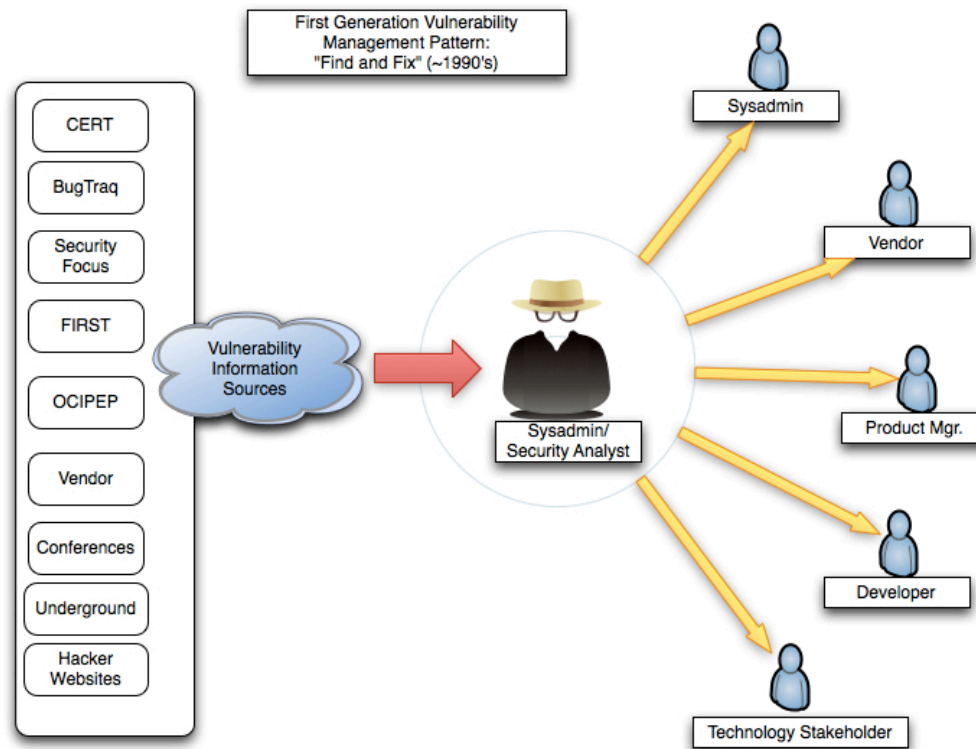 First Generation Vulnerability
Management Pattern:
"Find and Fix" (~1990's)
CERT
BugTraq
Security
Focus
FIRST
OCIPEP
Vendor
Conferences
Underground
Hacker
Websites
Vulnerability
Information
Sources
Sysadmin/
Security Analyst
Sysadmin
Vendor
Product Mgr.
Developer
Technology Stakeholder